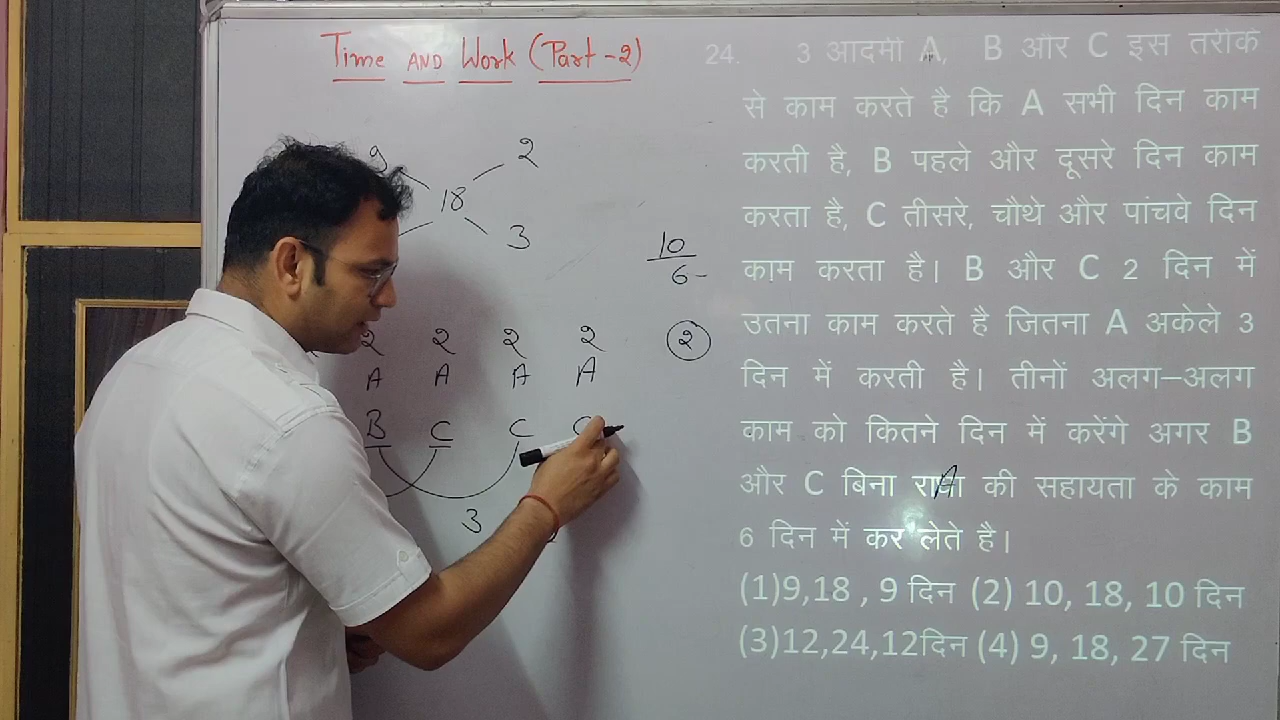 Time AND Work (Part-2)
9 2
18
3
10
6-
2 2 2 2 2
A A A A
B C C C
3
24. 3 आदमी A, B और C इस तरीके
से काम करते है कि A सभी दिन काम
करती है, B पहले और दूसरे दिन काम
करता है, C तीसरे, चौथे और पांचवे दिन
काम करता है। B और C 2 दिन में
उतना काम करते है जितना A अकेले 3
दिन में करती है। तीनों अलग-अलग
काम को कितने दिन में करेंगे अगर B
और C बिना A की सहायता के काम
6 दिन में कर लेते है।
(1)9,18 , 9 दिन (2) 10, 18, 10 दिन
(3)12,24,12दिन (4) 9, 18, 27 दिन